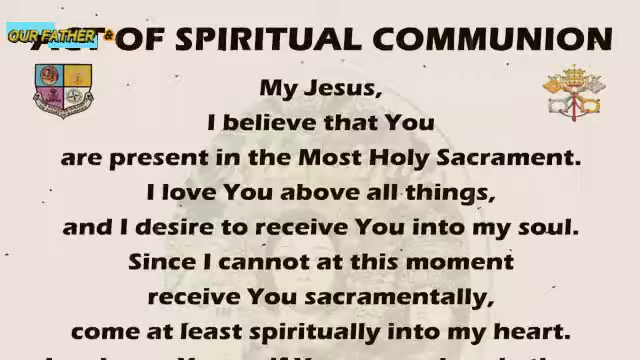 OUR FATHER &
ACT OF SPIRITUAL COMMUNION
My Jesus,
I believe that You
are present in the Most Holy Sacrament.
I love You above all things,
and I desire to receive You into my soul.
Since I cannot at this moment
receive You sacramentally,
come at least spiritually into my heart.